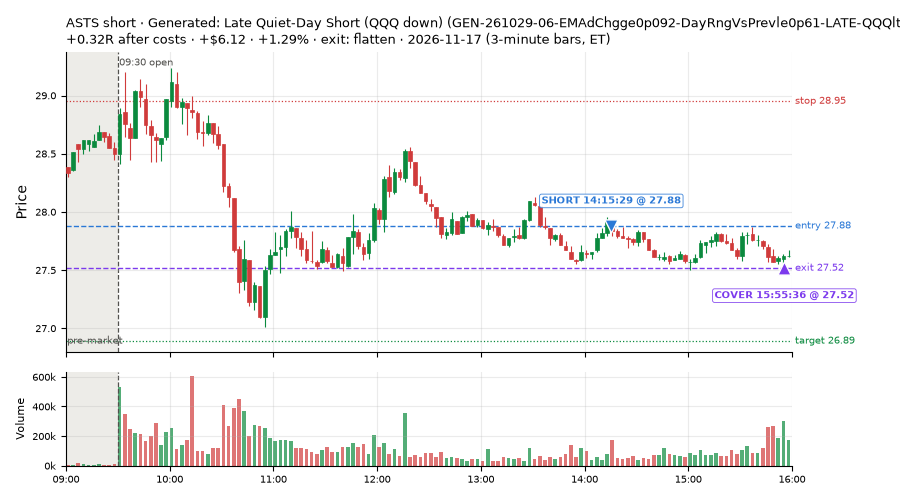 ASTS short · Generated: Late Quiet-Day Short (QQQ down) (GEN-261029-06-EMAdChgge0p092-DayRngVsPrevle0p61-LATE-QQQlt
+0.32R after costs · +$6.12 · +1.29% · exit: flatten · 2026-11-17 (3-minute bars, ET)
09:30 open
29.0
stop 28.95
28.5
SHORT 14:15:29 @ 27.88
28.0
entry 27.88
27.5
exit 27.52
COVER 15:55:36 @ 27.52
27.0
pre-market
target 26.89
Price
600k
400k
200k
0k
Volume
09:00
10:00
11:00
12:00
13:00
14:00
15:00
16:00